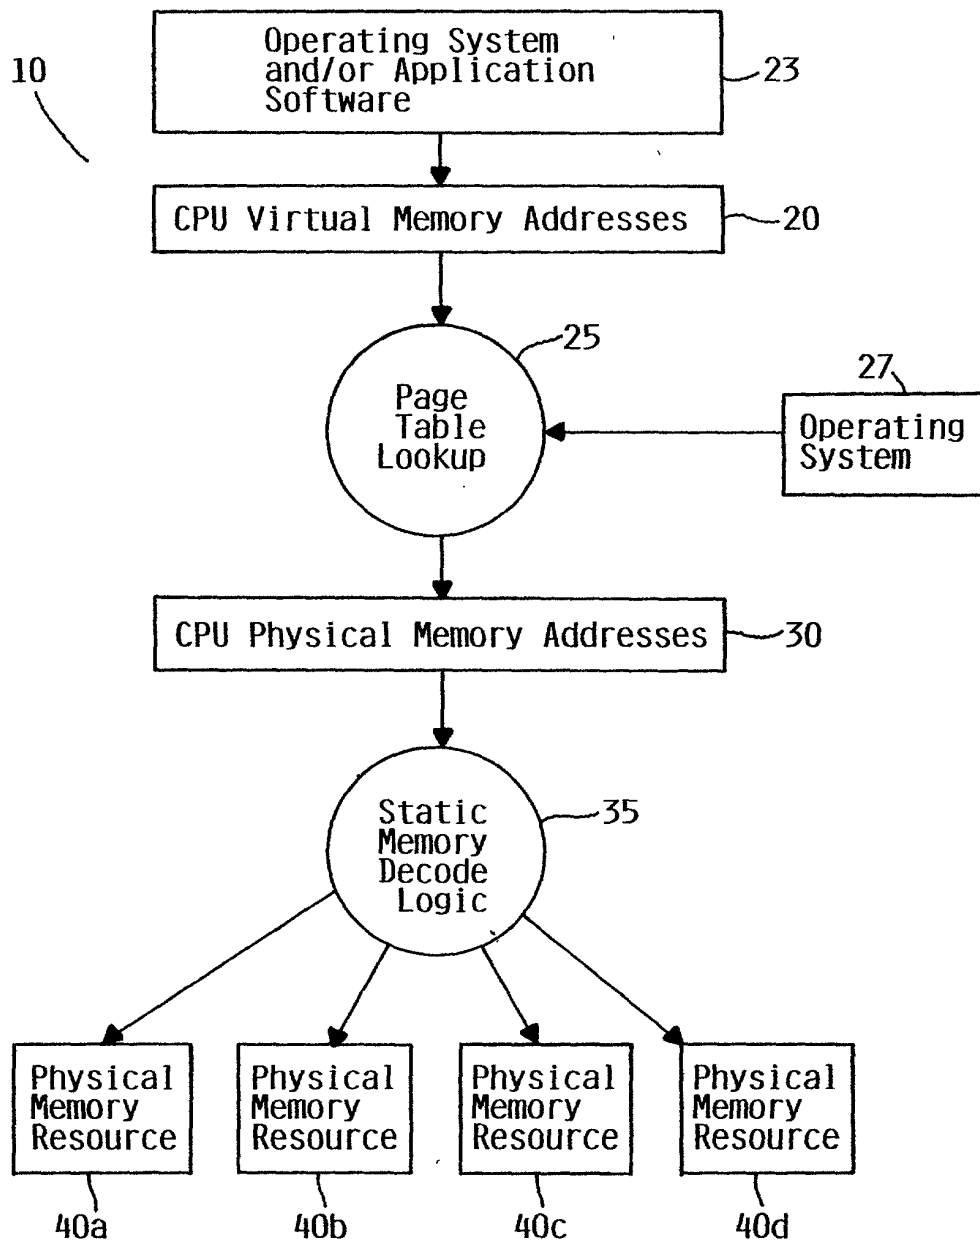 Operating System
and/or Application
Software
10
23
CPU Virtual Memory Addresses
20
25
Page
Table
Lookup
27
Operating
System
CPU Physical Memory Addresses
30
Static
Memory
Decode
Logic
35
Physical
Memory
Resource
Physical
Memory
Resource
Physical
Memory
Resource
Physical
Memory
Resource
40a
40b
40c
40d